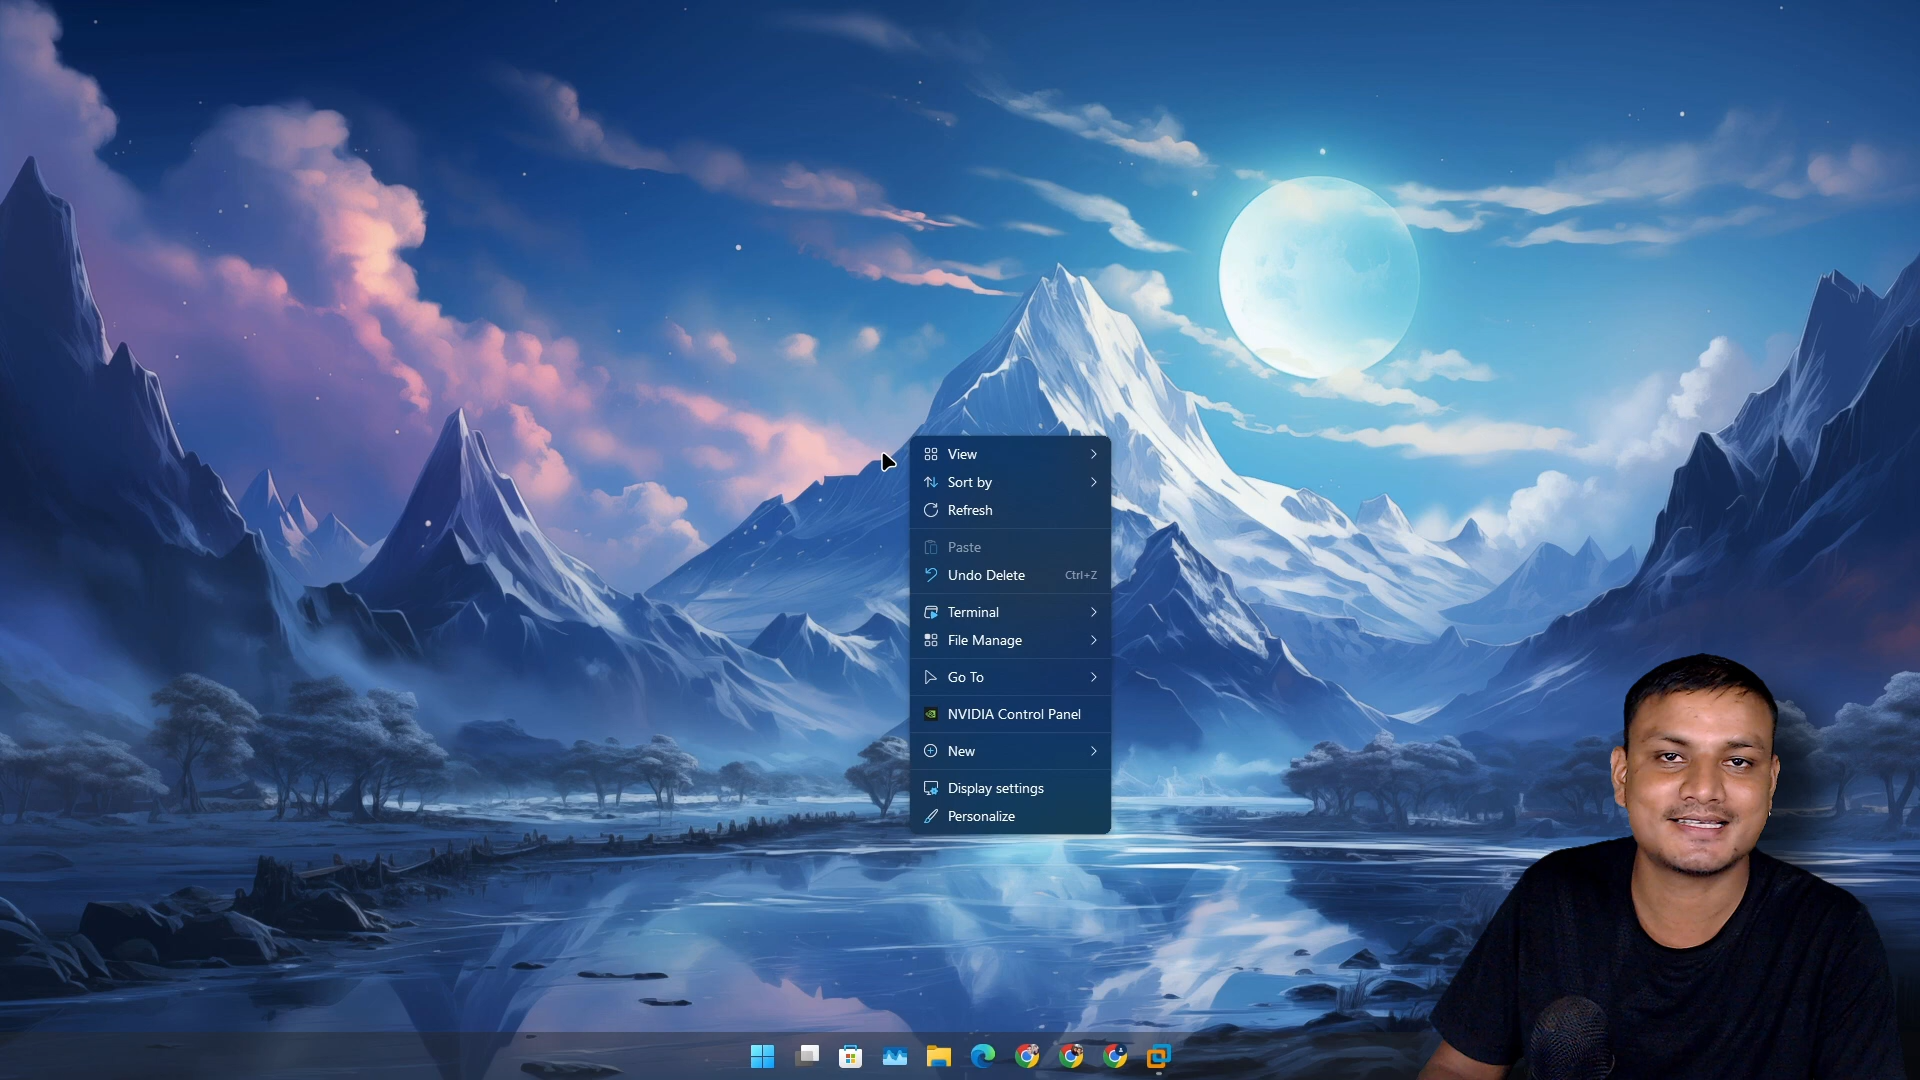 View
Sort by
Refresh
Paste
Undo Delete Ctrl+Z
Terminal
File Manage
Go To
NVIDIA Control Panel
New
Display settings
Personalize